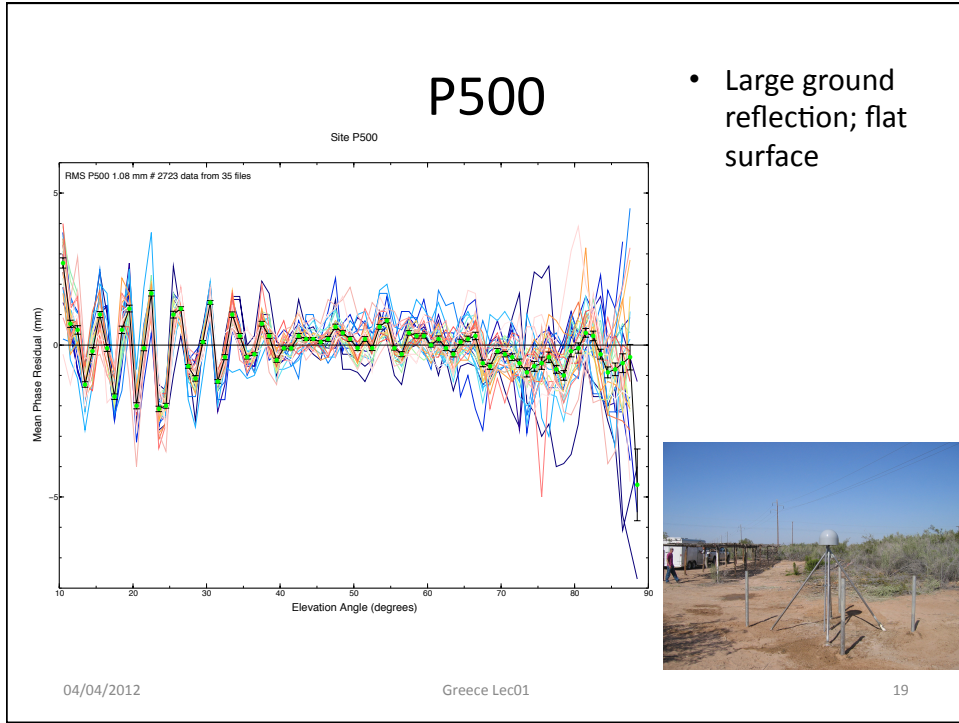 P500
• Large ground
reflection; flat
surface
Site P500
RMS P500 1.08 mm # 2723 data from 35 files
Mean Phase Residual (mm)
5
0
−5
10 20 30 40 50 60 70 80 90
Elevation Angle (degrees)
04/04/2012 Greece Lec01 19